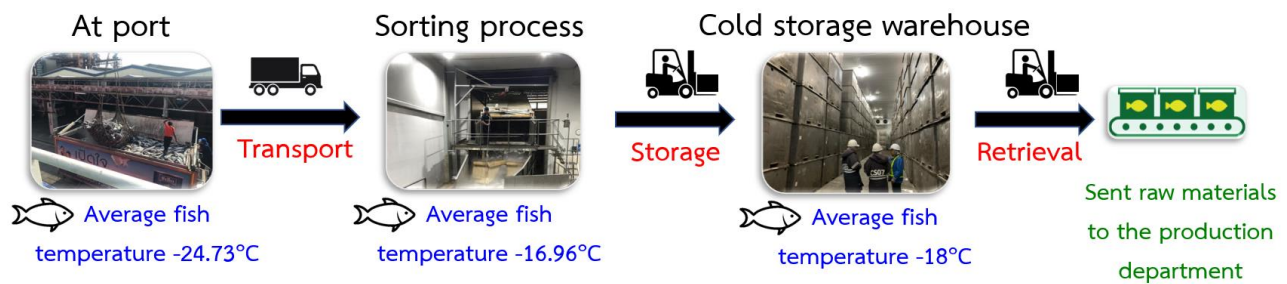 At port
Sorting process
Cold storage warehouse
Transport
Storage
Retrieval
Average fish
temperature -24.73°C
Average fish
temperature -16.96°C
Average fish
temperature -18°C
Sent raw materials
to the production
department